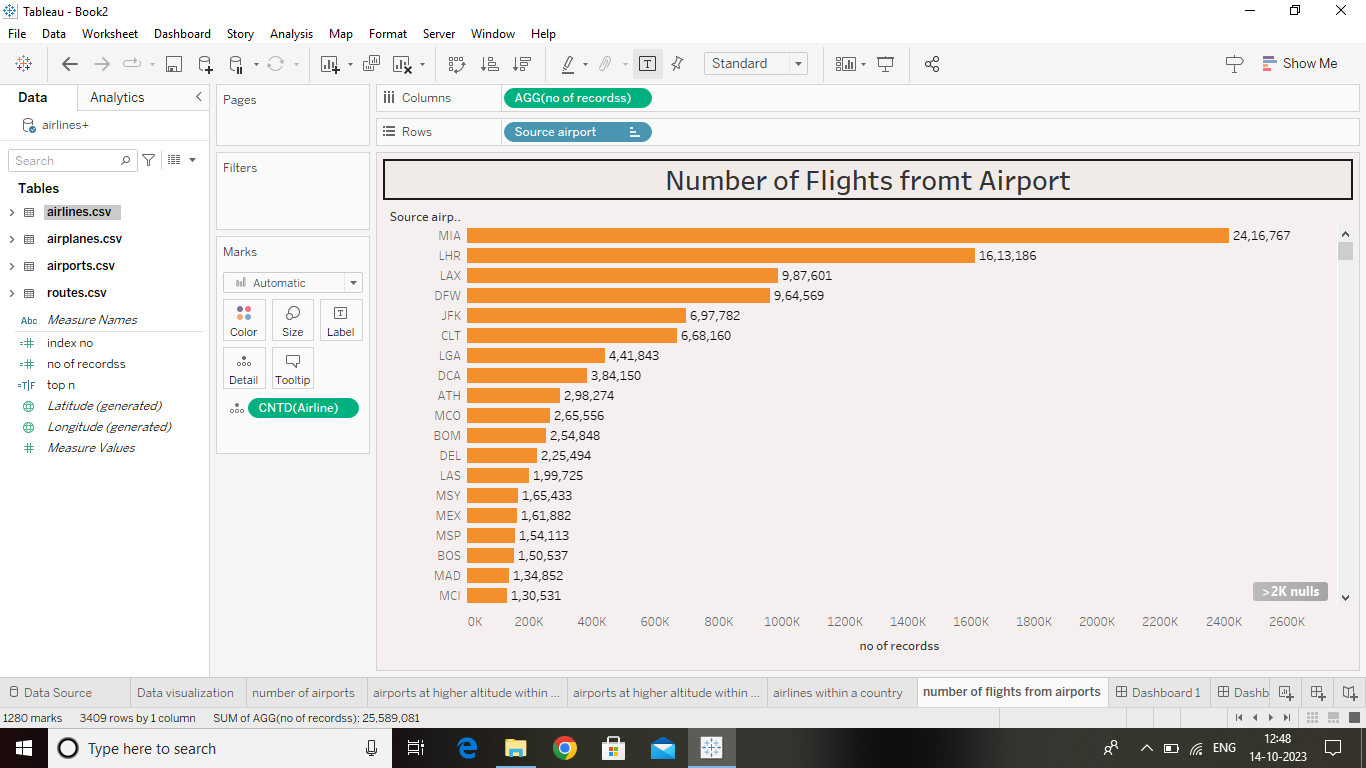 Tableau - Book2
File Data Worksheet Dashboard Story Analysis Map Format Server Window Help
Standard
Show Me
Data Analytics
airlines+
Search
Tables
airlines.csv
airplanes.csv
airports.csv
routes.csv
Abc Measure Names
index no
no of recordss
=T|F top n
Latitude (generated)
Longitude (generated)
Measure Values
Pages
Filters
Marks
Automatic
Color Size Label
Detail Tooltip
CNTD(Airline)
Columns AGG(no of recordss)
Rows Source airport
Number of Flights fromt Airport
Source airp..
MIA 24,16,767
LHR 16,13,186
LAX 9,87,601
DFW 9,64,569
JFK 6,97,782
CLT 6,68,160
LGA 4,41,843
DCA 3,84,150
ATH 2,98,274
MCO 2,65,556
BOM 2,54,848
DEL 2,25,494
LAS 1,99,725
MSY 1,65,433
MEX 1,61,882
MSP 1,54,113
BOS 1,50,537
MAD 1,34,852
MCI 1,30,531
>2K nulls
0K 200K 400K 600K 800K 1000K 1200K 1400K 1600K 1800K 2000K 2200K 2400K 2600K
no of recordss
Data Source Data visualization number of airports airports at higher altitude within ... airports at higher altitude within ... airlines within a country number of flights from airports Dashboard 1 Dashb
1280 marks 3409 rows by 1 column SUM of AGG(no of recordss): 25,589,081
Type here to search
ENG
12:48
14-10-2023